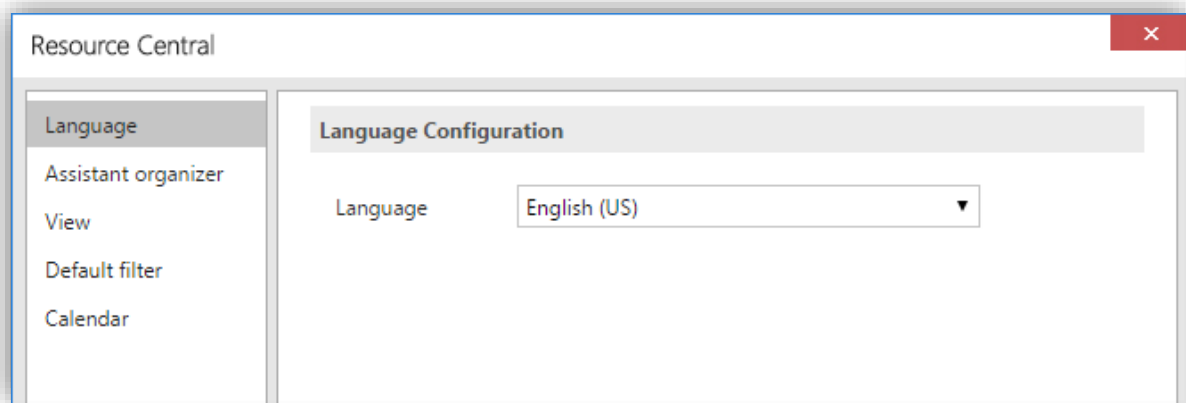 Resource Central
Language
Assistant organizer
View
Default filter
Calendar
Language Configuration
Language English (US)